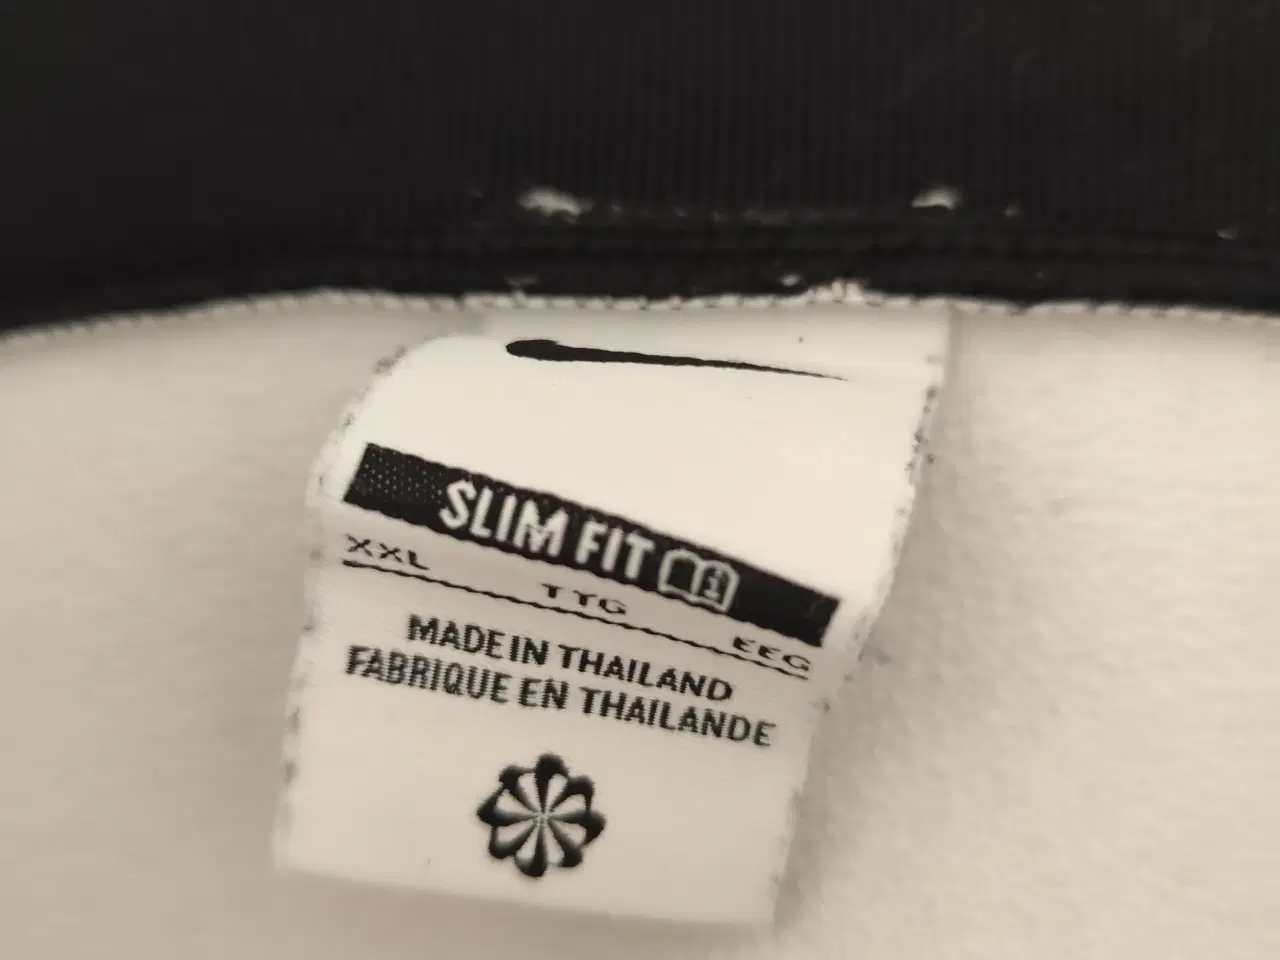 SLIM FIT
XXL TTG EEG
MADE IN THAILAND
FABRIQUE EN THAILANDE